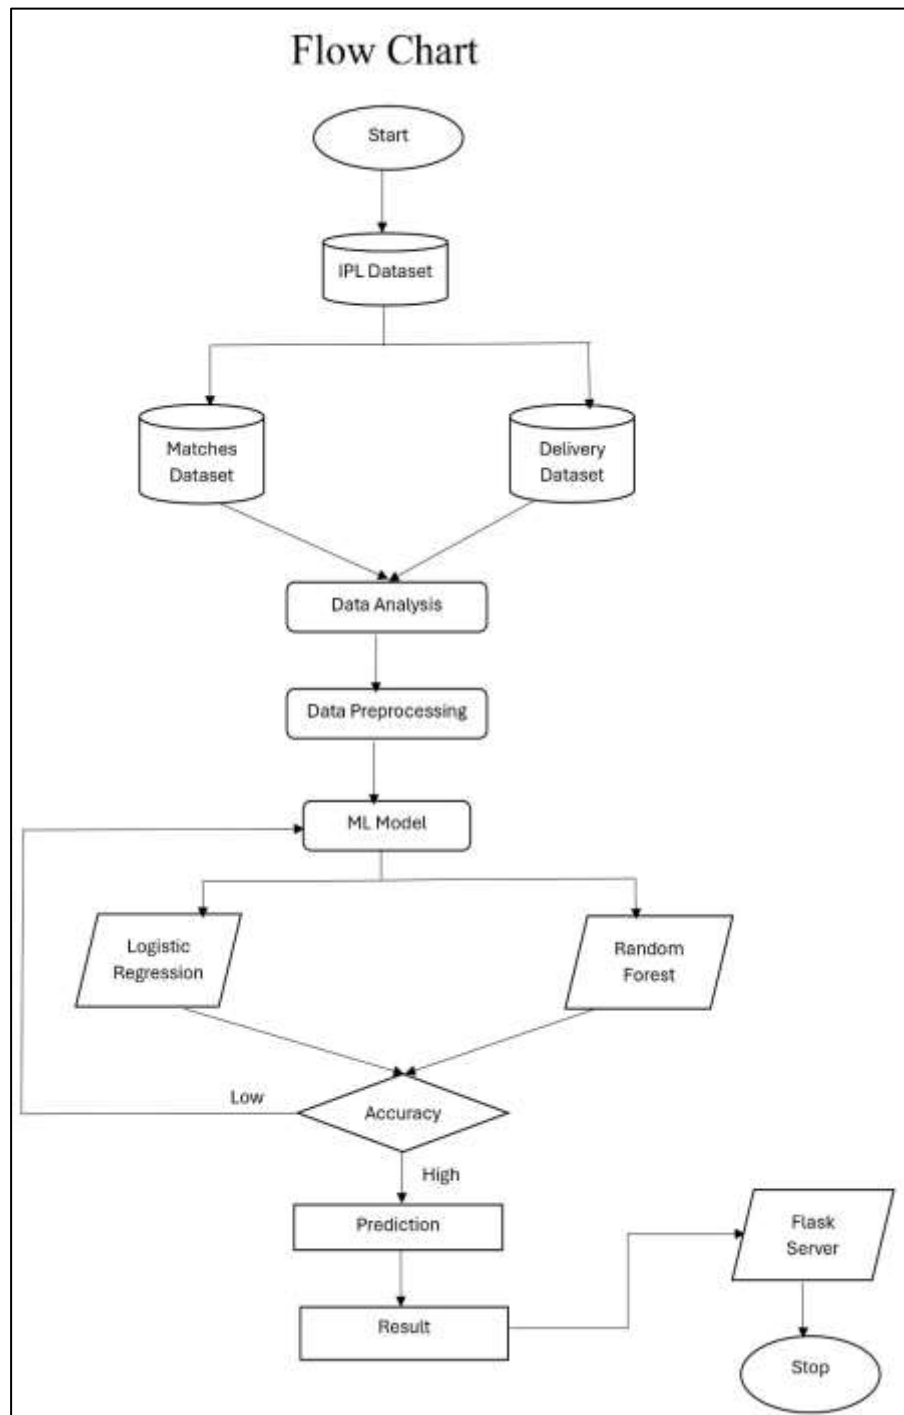 Flow Chart
Start
IPL Dataset
Matches
Dataset
Delivery
Dataset
Data Analysis
Data Preprocessing
ML Model
Logistic
Regression
Random
Forest
Low
Accuracy
High
Prediction
Flask
Server
Result
Stop